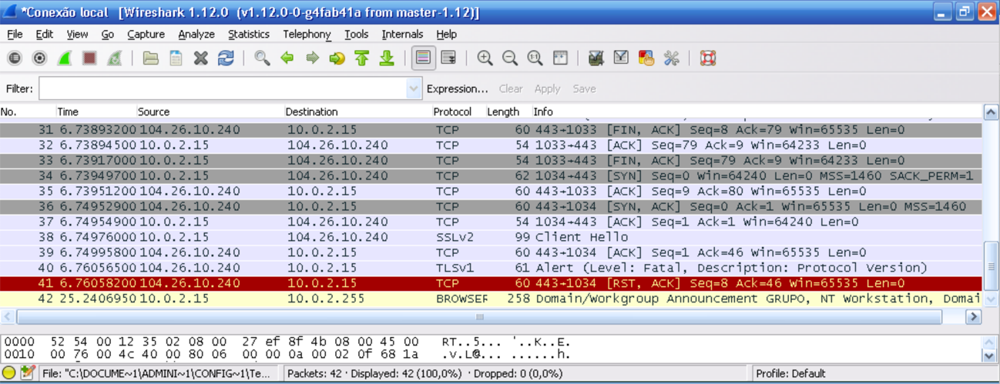 *Conexão local [Wireshark 1.12.0 (v1.12.0-0-g4fab41a from master-1.12)]
File Edit View Go Capture Analyze Statistics Telephony Tools Internals Help
Filter: Expression... Clear Apply Save
No. Time Source Destination Protocol Length Info
31 6.73893200 104.26.10.240 10.0.2.15 TCP 60 443→1033 [FIN, ACK] Seq=8 Ack=79 Win=65535 Len=0
32 6.73894500 10.0.2.15 104.26.10.240 TCP 54 1033→443 [ACK] Seq=79 Ack=9 Win=64233 Len=0
33 6.73917000 10.0.2.15 104.26.10.240 TCP 54 1033→443 [FIN, ACK] Seq=79 Ack=9 Win=64233 Len=0
34 6.73949700 10.0.2.15 104.26.10.240 TCP 62 1034→443 [SYN] Seq=0 Win=64240 Len=0 MSS=1460 SACK_PERM=1
35 6.73951200 104.26.10.240 10.0.2.15 TCP 60 443→1033 [ACK] Seq=9 Ack=80 Win=65535 Len=0
36 6.74952900 104.26.10.240 10.0.2.15 TCP 60 443→1034 [SYN, ACK] Seq=0 Ack=1 Win=65535 Len=0 MSS=1460
37 6.74954900 10.0.2.15 104.26.10.240 TCP 54 1034→443 [ACK] Seq=1 Ack=1 Win=64240 Len=0
38 6.74976000 10.0.2.15 104.26.10.240 SSLv2 99 Client Hello
39 6.74995800 104.26.10.240 10.0.2.15 TCP 60 443→1034 [ACK] Seq=1 Ack=46 Win=65535 Len=0
40 6.76056500 104.26.10.240 10.0.2.15 TLSv1 61 Alert (Level: Fatal, Description: Protocol Version)
41 6.76058200 104.26.10.240 10.0.2.15 TCP 60 443→1034 [RST, ACK] Seq=8 Ack=46 Win=65535 Len=0
42 25.2406950 10.0.2.15 10.0.2.255 BROWSER 258 Domain/Workgroup Announcement GRUPO, NT Workstation, Domai
0000 52 54 00 12 35 02 08 00 27 ef 8f 4b 08 00 45 00 RT..5... '..K..E.
0010 00 76 00 4c 40 00 80 06 00 00 0a 00 02 0f 68 1a .v.L@... ......h.
File: "C:\DOCUME~1\ADMINI~1\CONFIG~1\Te... Packets: 42 · Displayed: 42 (100,0%) · Dropped: 0 (0,0%) Profile: Default